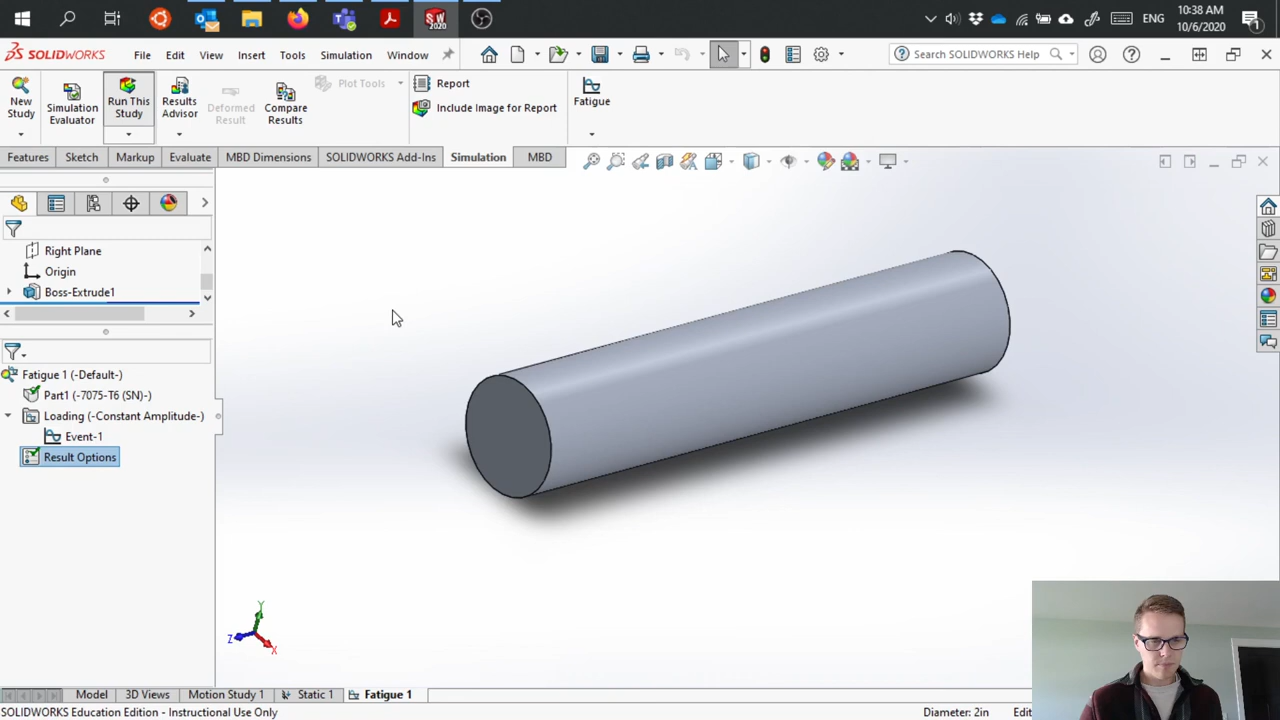 10:38 AM
ENG
10/6/2020
SW
2020
SOLIDWORKS
File Edit View Insert Tools Simulation Window
Search SOLIDWORKS Help
New Study
Simulation Evaluator
Run This Study
Results Advisor
Deformed Result
Compare Results
Plot Tools
Report
Include Image for Report
Fatigue
Features Sketch Markup Evaluate MBD Dimensions SOLIDWORKS Add-Ins Simulation MBD
Right Plane
Origin
Boss-Extrude1
Fatigue 1 (-Default-)
Part1 (-7075-T6 (SN)-)
Loading (-Constant Amplitude-)
Event-1
Result Options
Y
Z
X
Model 3D Views Motion Study 1 Static 1 Fatigue 1
SOLIDWORKS Education Edition - Instructional Use Only
Diameter: 2in
Edit